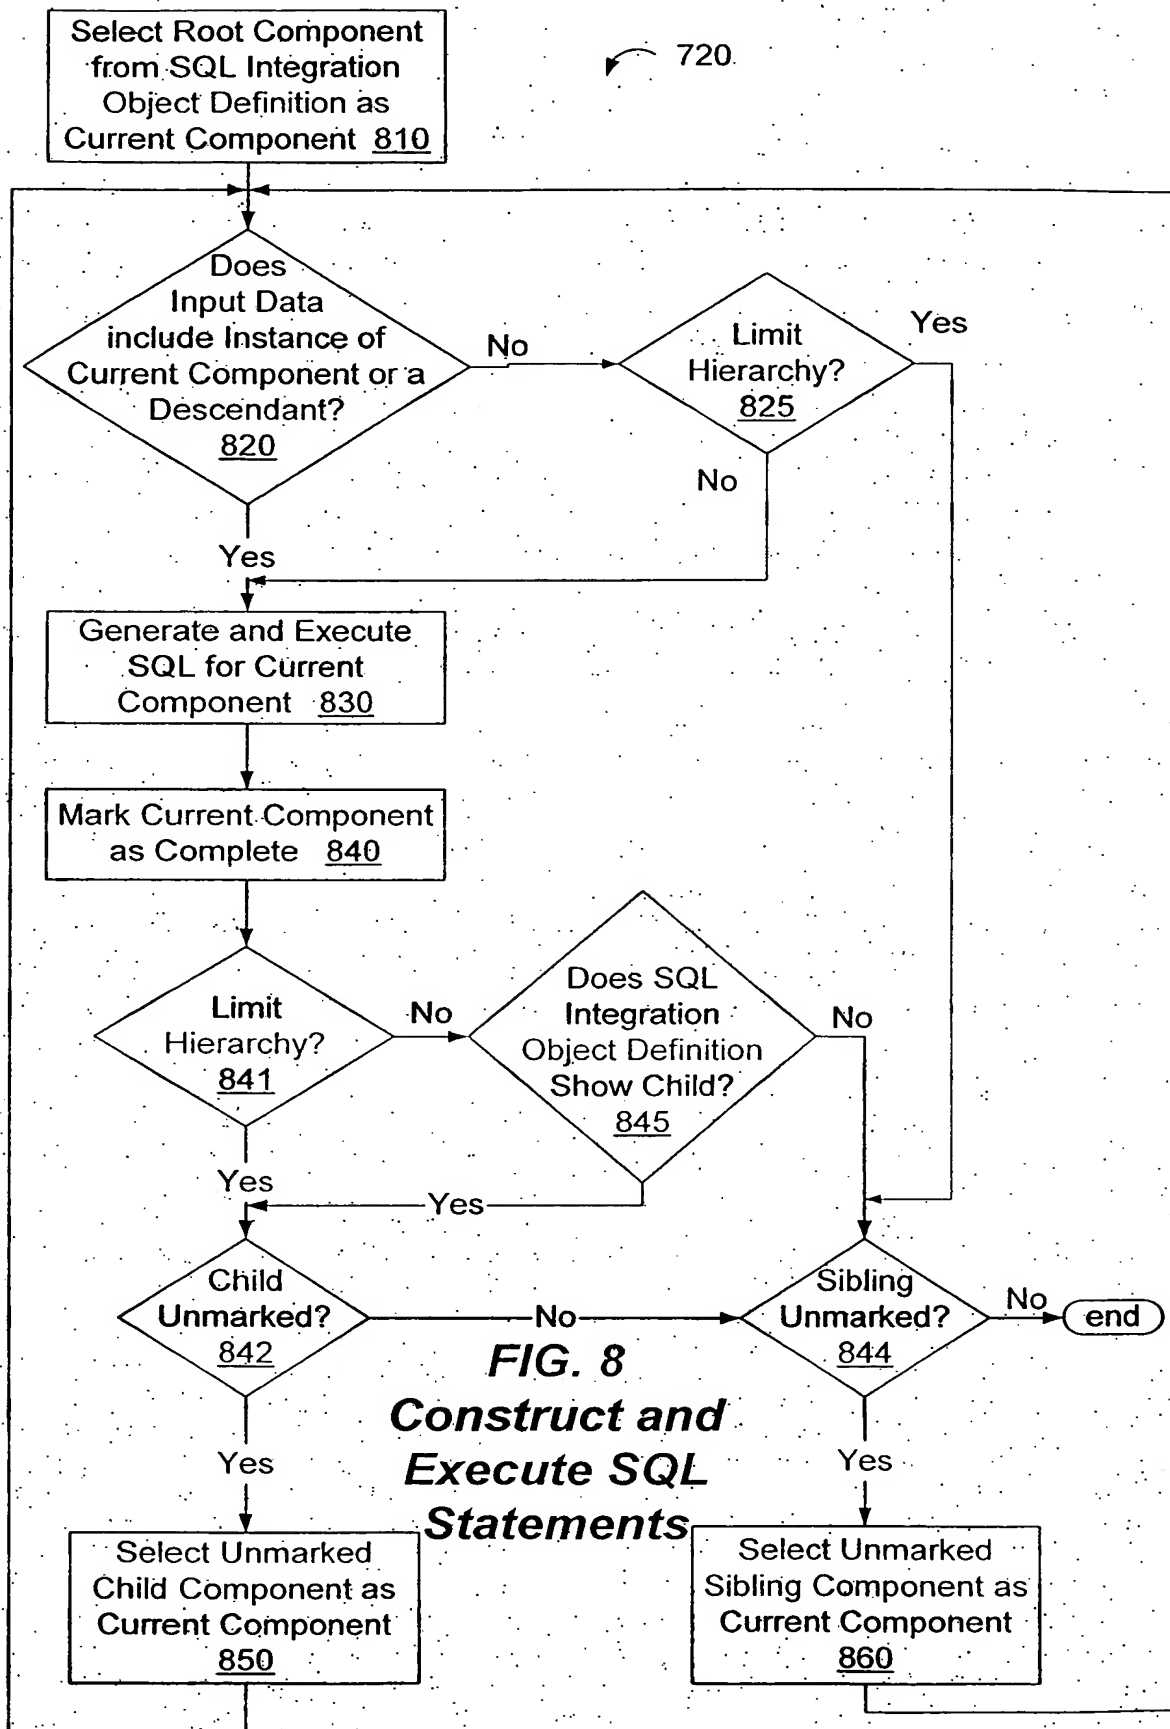 Select Root Component
from SQL Integration
Object Definition as
Current Component 810
720
Does
Input Data
include Instance of
Current Component or a
Descendant?
820
No
Limit
Hierarchy?
825
Yes
No
Yes
Generate and Execute
SQL for Current
Component 830
Mark Current Component
as Complete 840
Limit
Hierarchy?
841
No
Does SQL
Integration
Object Definition
Show Child?
845
No
Yes
Yes
Child
Unmarked?
842
No
Sibling
Unmarked?
844
No
end
FIG. 8
Construct and
Execute SQL
Statements
Yes
Yes
Select Unmarked
Child Component as
Current Component
850
Select Unmarked
Sibling Component as
Current Component
860